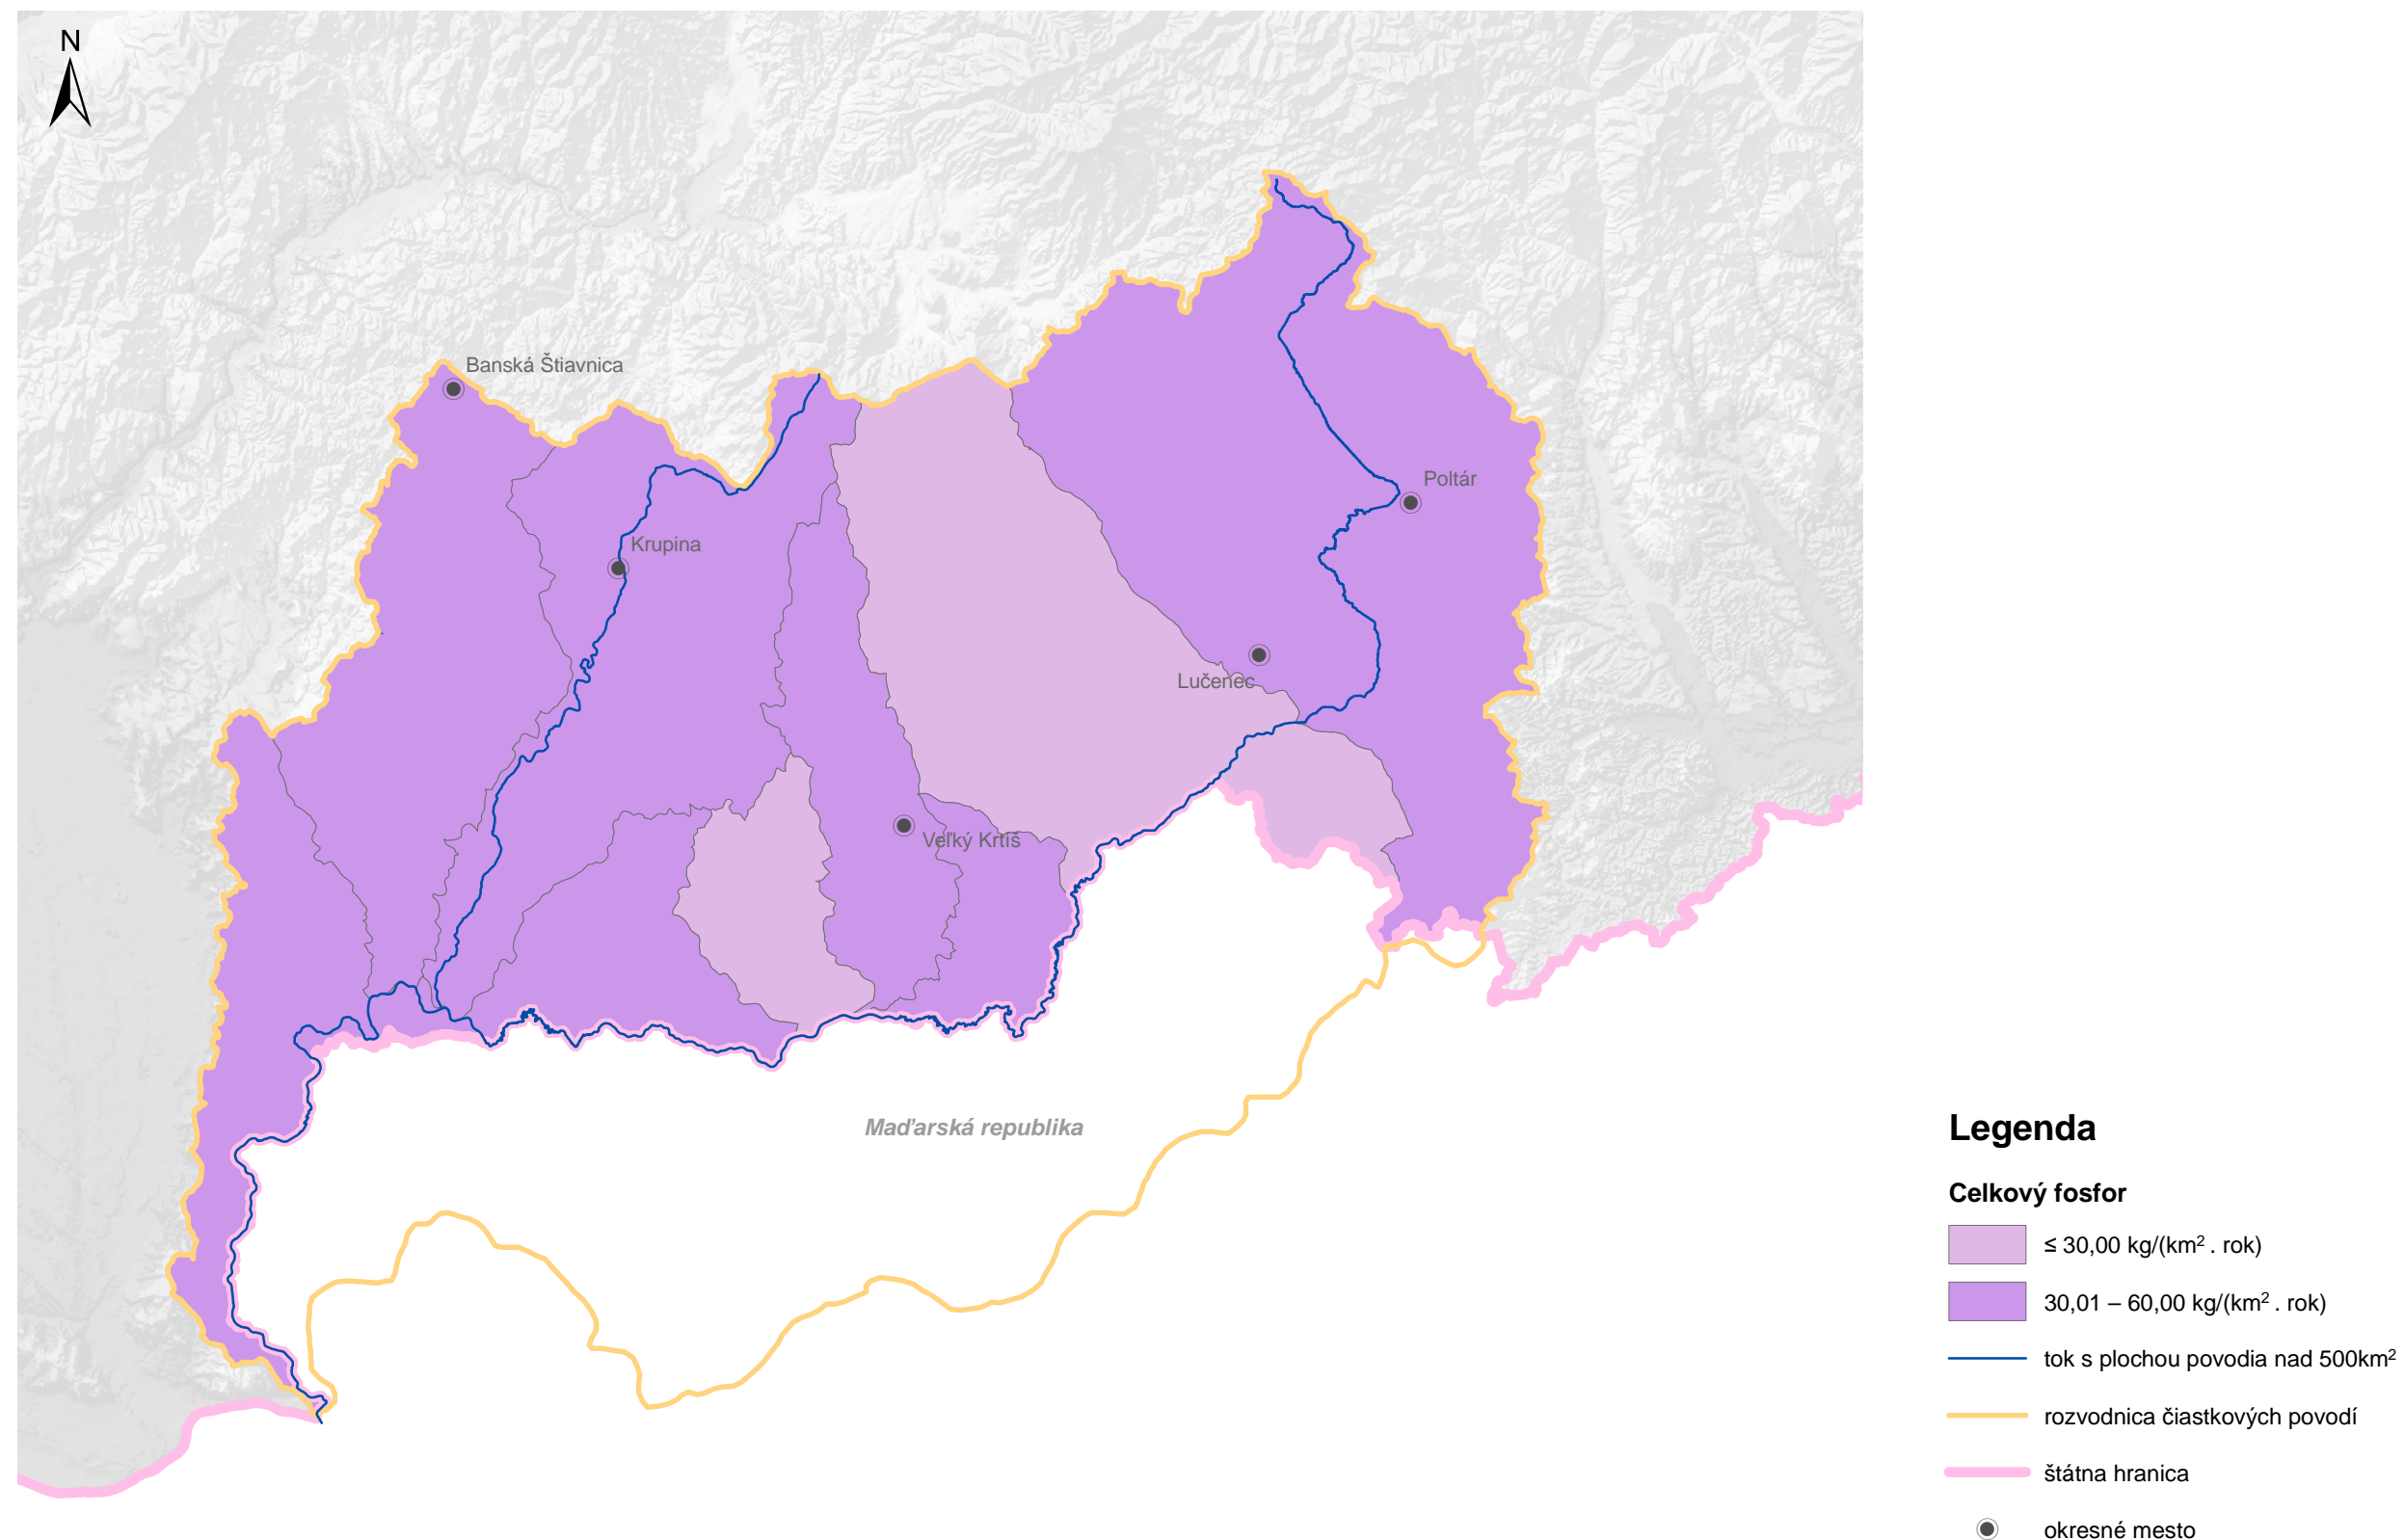 N
Banská Štiavnica
Poltár
Krupina
Lučenec
Veľký Krtíš
Maďarská republika
Legenda
Celkový fosfor
≤ 30,00 kg/(km² . rok)
30,01 – 60,00 kg/(km² . rok)
tok s plochou povodia nad 500km²
rozvodnica čiastkových povodí
štátna hranica
okresné mesto